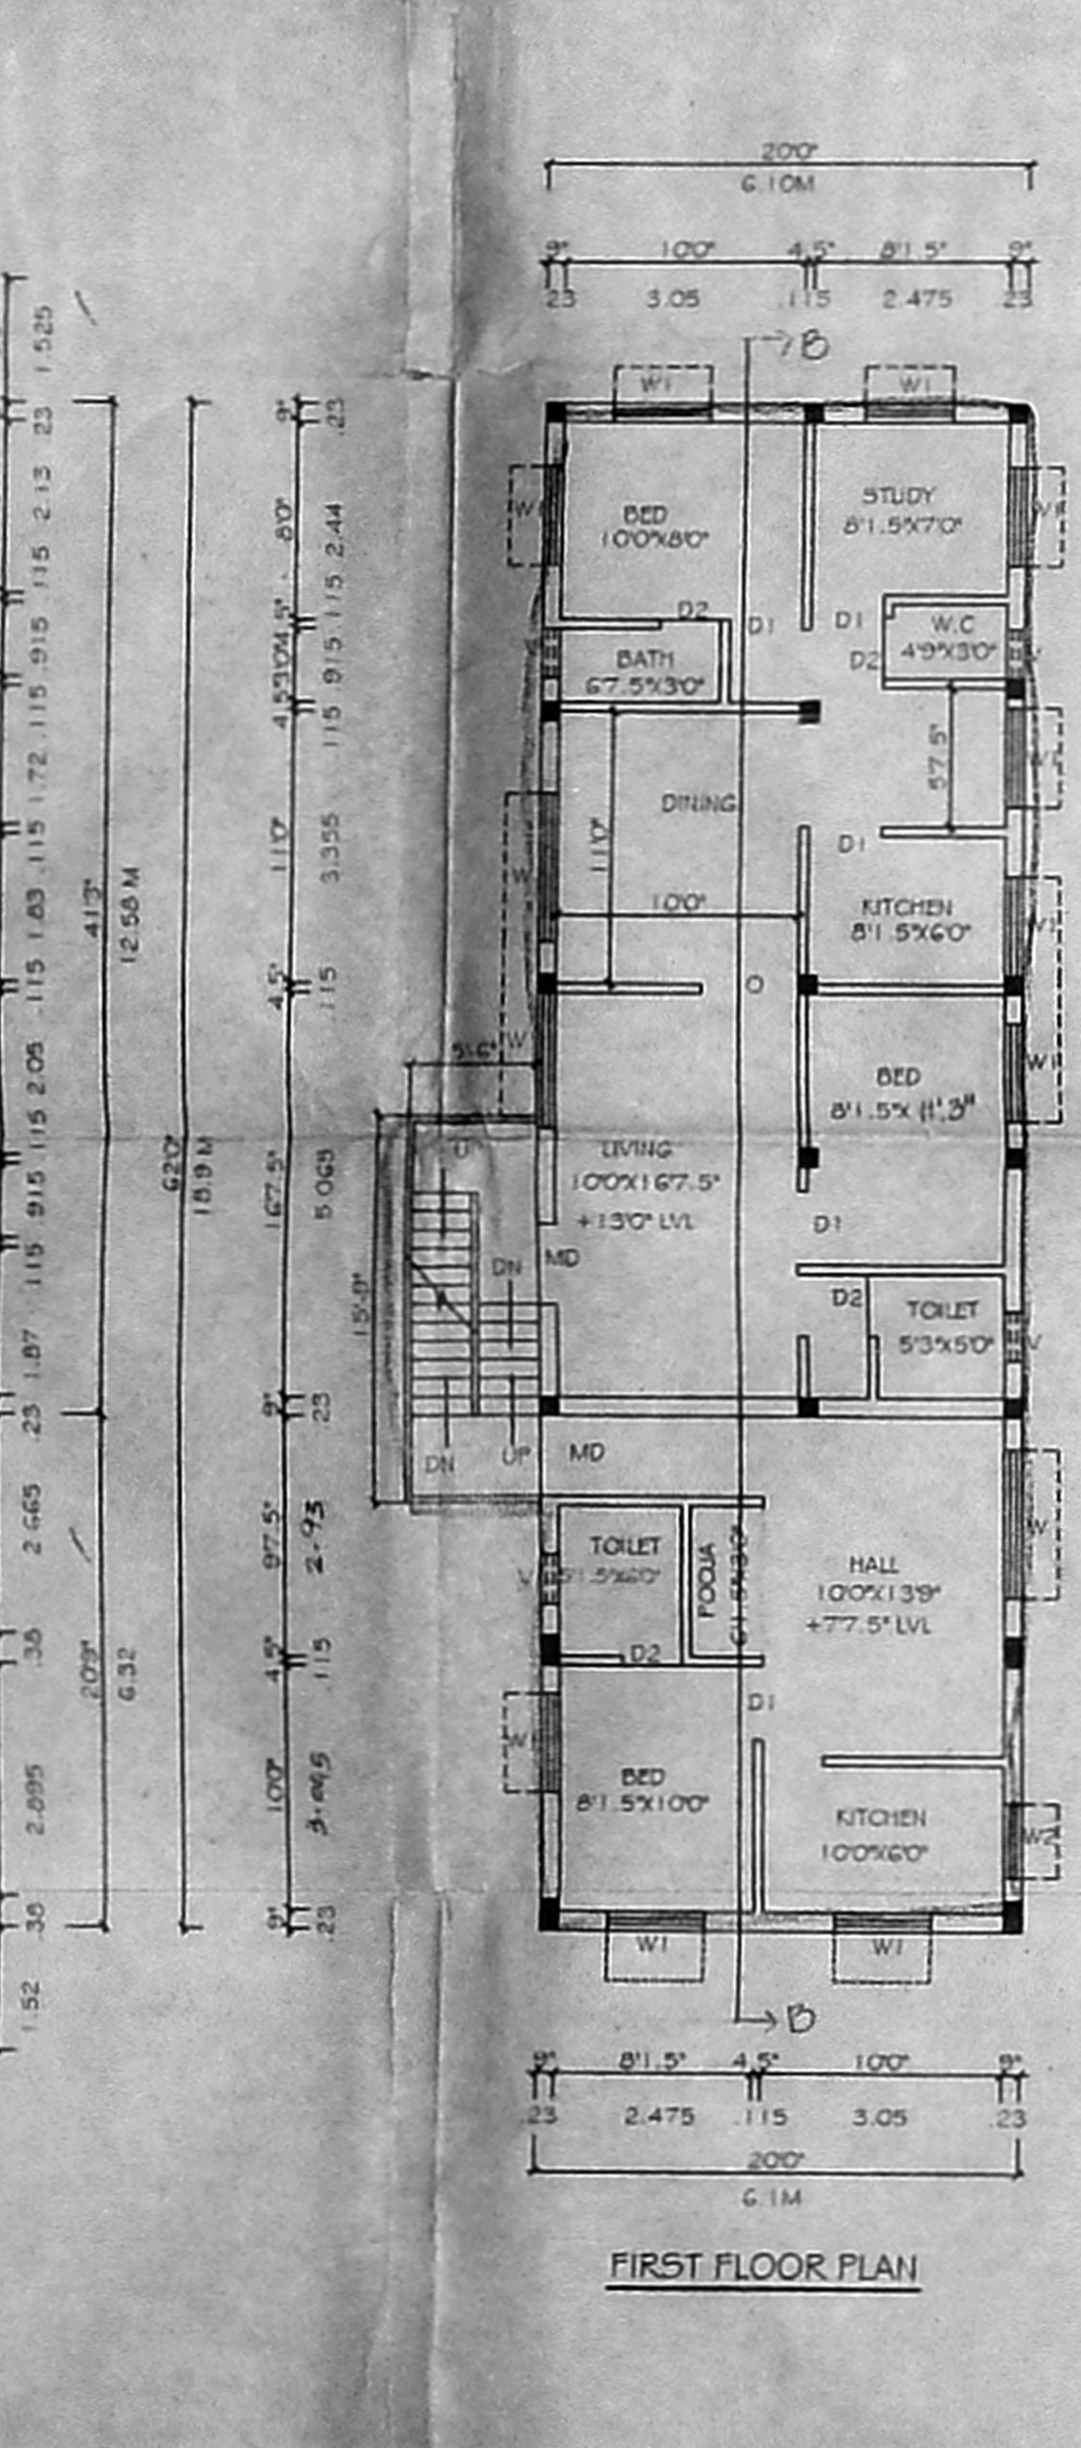 20'0"
6.10M
9" 10'0" 4.5" 8'1.5" 9"
.23 3.05 .115 2.475 .23
B
W1 W1
W1
BED
10'0"X8'0"
STUDY
8'1.5"X7'0"
D2 D1 D1
W.C
4'9"X3'0"
D2
BATH
6'7.5"X3'0"
DINING
11'0"
10'0"
5'7.5"
D1
KITCHEN
8'1.5"X6'0"
W
O
W
5'-6"
BED
8'1.5"X 11'.3"
W1
LIVING
10'0"X16'7.5"
+13'0" LVL
D1
DN MD
15'-0"
D2
TOILET
5'3"X5'0"
V
DN UP MD
TOILET
5'1.5"X6'0"
V
POOJA
HALL
10'0"X13'9"
+7'7.5" LVL
W
D2
D1
W1
BED
8'1.5"X10'0"
KITCHEN
10'0"X6'0"
W2
W1 W1
B
9" 8'1.5" 4.5" 10'0" 9"
.23 2.475 .115 3.05 .23
20'0"
6.1M
FIRST FLOOR PLAN
1.525
.23
2.13
.115
.915
.115
1.72
.115
1.83
.115
2.05
.115
.915
.115
1.87
.23
2.665
.38
2.895
.38
1.52
41'3"
12.58 M
20'9"
6.32
62'0"
18.9 M
9"
.23
8'0"
2.44
4.5"
.115
3'0"
.915
4.5"
.115
11'0"
3.355
4.5"
.115
16'7.5"
5.065
9"
.23
9'7.5"
2.93
4.5"
.115
10'0"
9"
.23